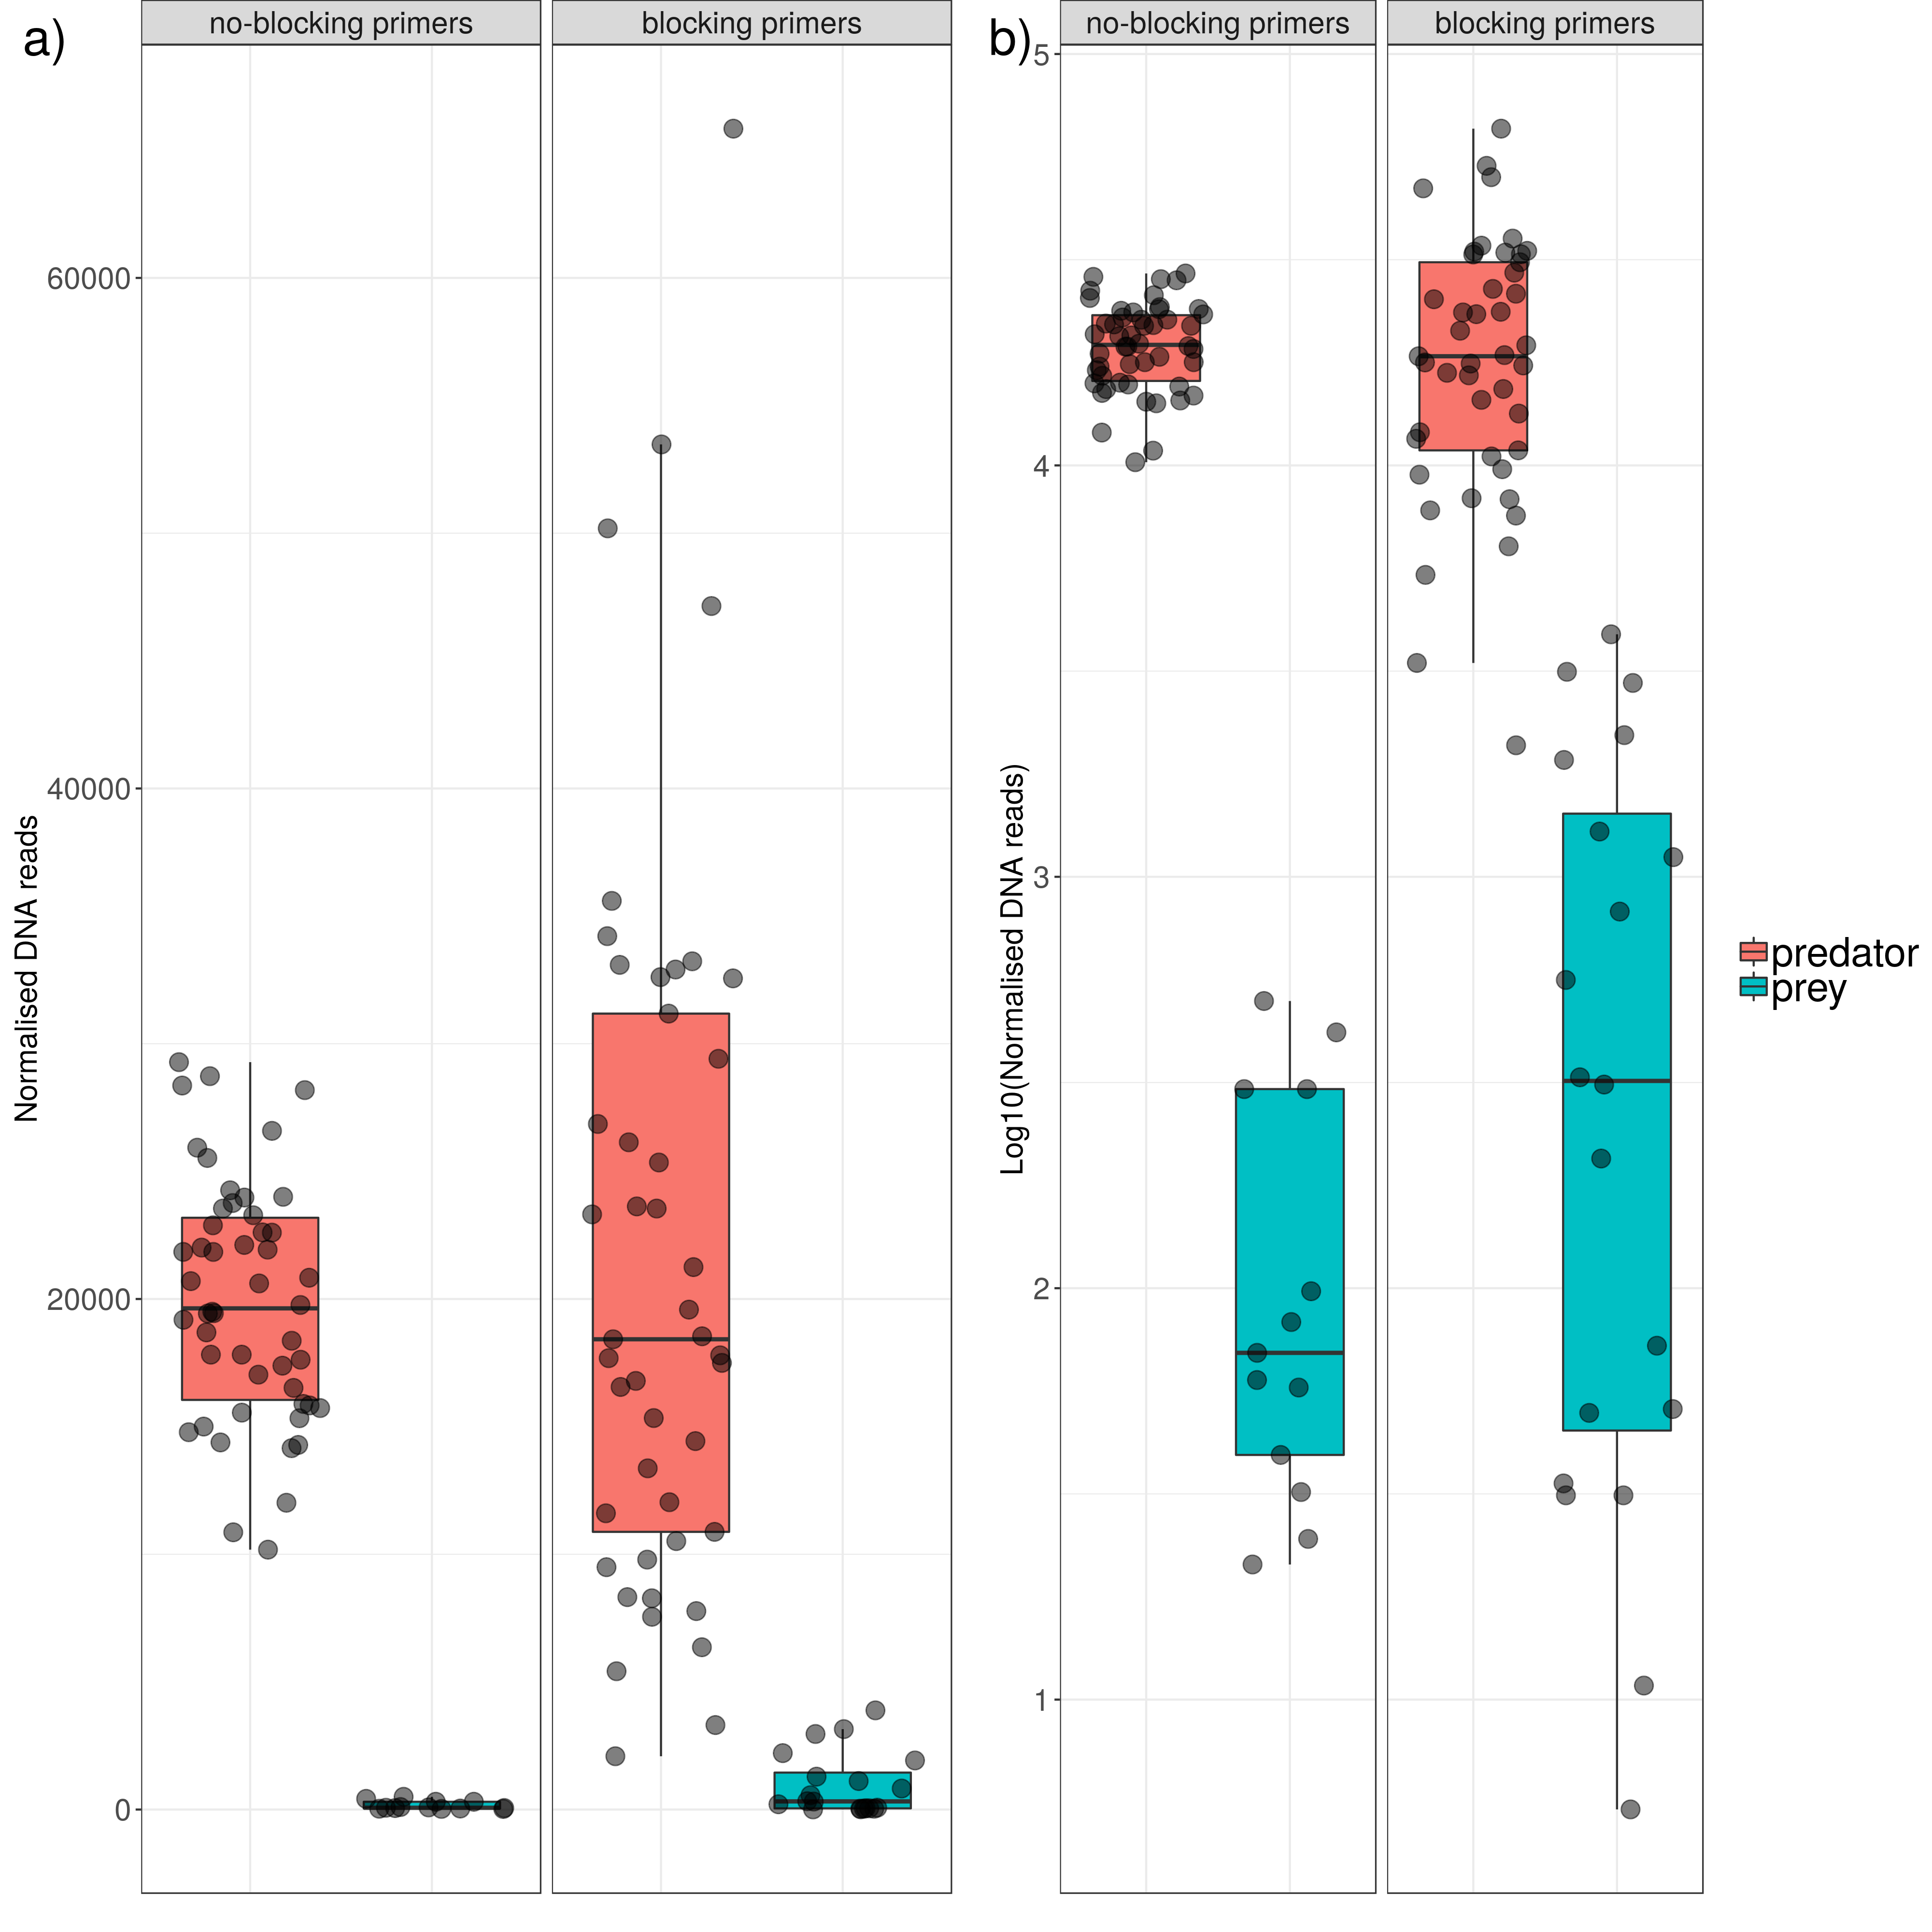 a)
no-blocking primers
blocking primers
Normalised DNA reads
60000
40000
20000
0
b)
no-blocking primers
blocking primers
Log10(Normalised DNA reads)
5
4
3
2
1
predator
prey